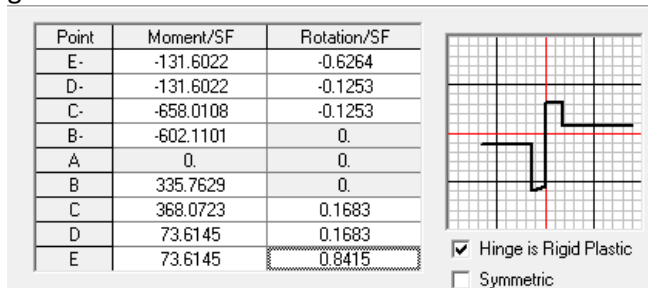 Point Moment/SF Rotation/SF
E- -131.6022 -0.6264
D- -131.6022 -0.1253
C- -658.0108 -0.1253
B- -602.1101 0.
A 0. 0.
B 335.7629 0.
C 368.0723 0.1683
D 73.6145 0.1683
E 73.6145 0.8415
Hinge is Rigid Plastic
Symmetric